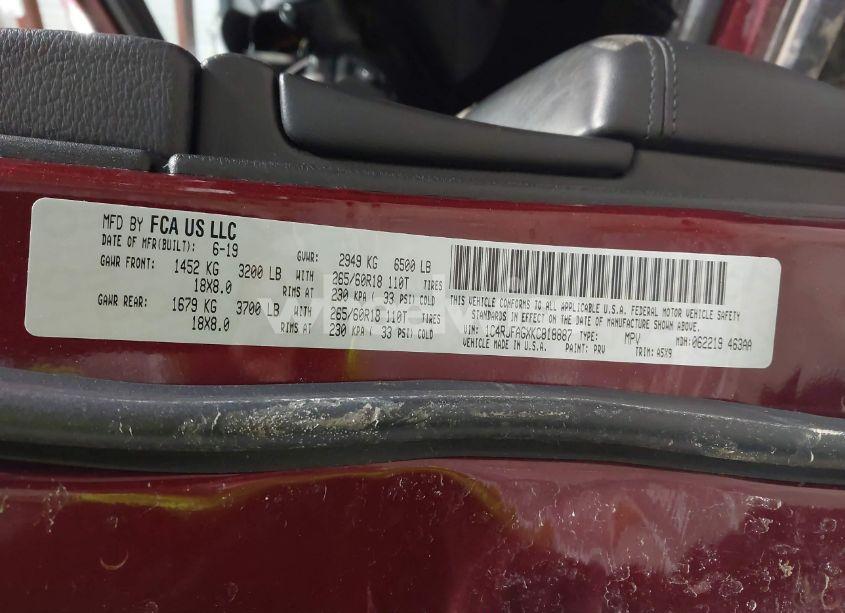 MFD BY FCA US LLC
DATE OF MFR(BUILT): 6-19 GVWR: 2949 KG 6500 LB
GAWR FRONT: 1452 KG 3200 LB WITH 265/60R18 110T TIRES
18X8.0 RIMS AT 230 KPA ( 33 PSI) COLD
GAWR REAR: 1679 KG 3700 LB WITH 265/60R18 110T TIRES
18X8.0 RIMS AT 230 KPA ( 33 PSI) COLD
THIS VEHICLE CONFORMS TO ALL APPLICABLE U.S.A. FEDERAL MOTOR VEHICLE SAFETY
STANDARDS IN EFFECT ON THE DATE OF MANUFACTURE SHOWN ABOVE.
VIN: 1C4RJFAGXKC818887 TYPE: MPV MDH: 062219 463AA
VEHICLE MADE IN U.S.A. PAINT: PRV TRIM: A5X9